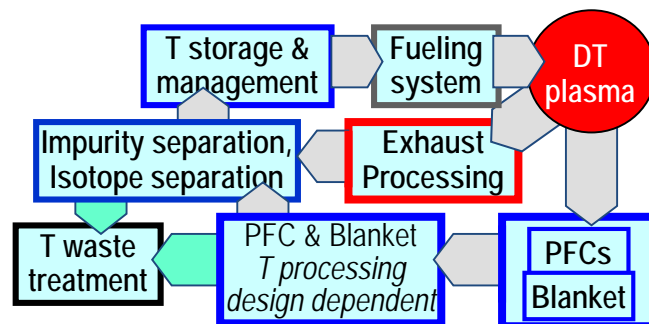 T storage &
management
Fueling
system
DT
plasma
Impurity separation,
Isotope separation
Exhaust
Processing
T waste
treatment
PFC & Blanket
T processing
design dependent
PFCs
Blanket